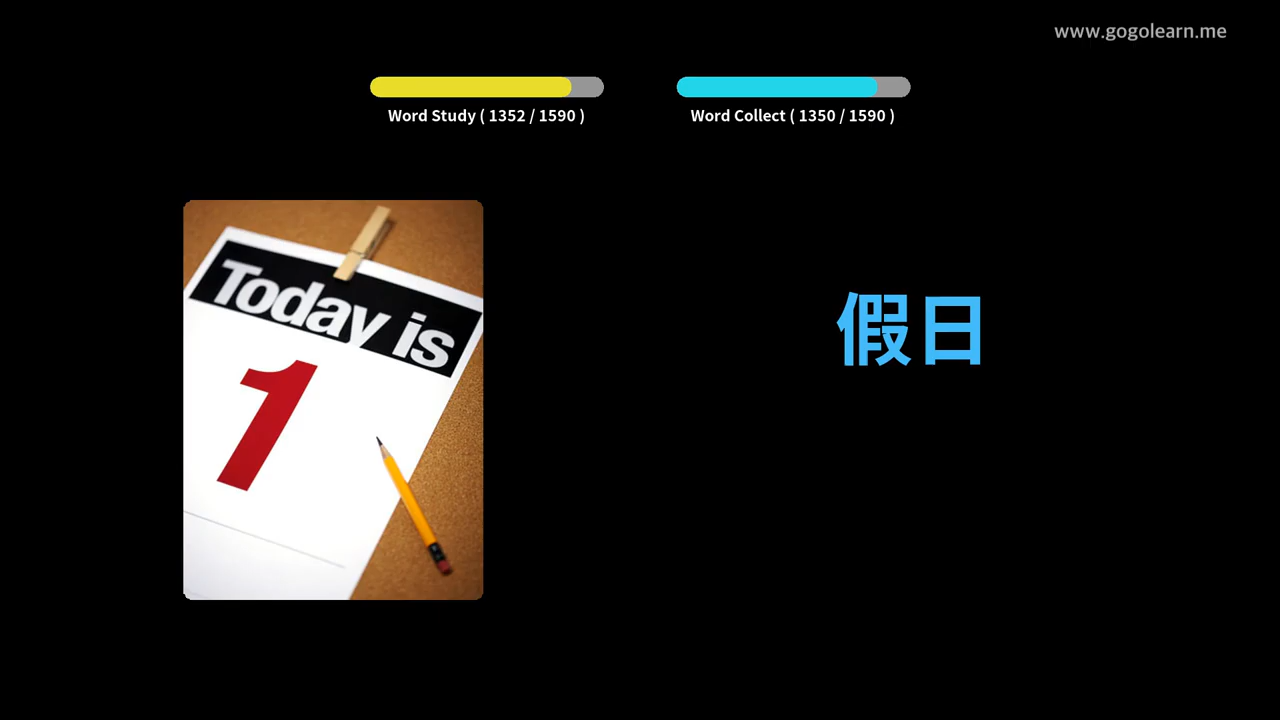 www.gogolearn.me
Word Study ( 1352 / 1590 )
Word Collect ( 1350 / 1590 )
Today is
1
假日